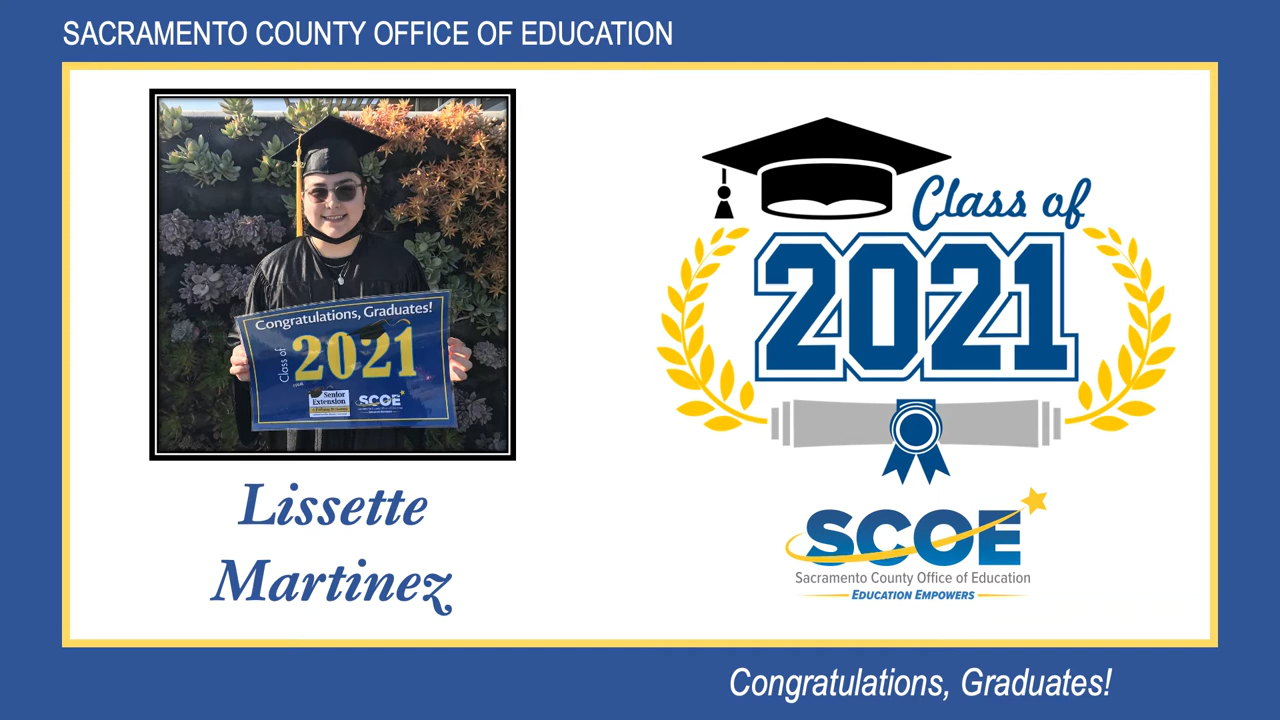 SACRAMENTO COUNTY OFFICE OF EDUCATION
2021
Congratulations, Graduates!
Class of
2021
Senior
Extension
SCOE
Lissette
Martinez
Class of
2021
SCOE
Sacramento County Office of Education
EDUCATION EMPOWERS
Congratulations, Graduates!